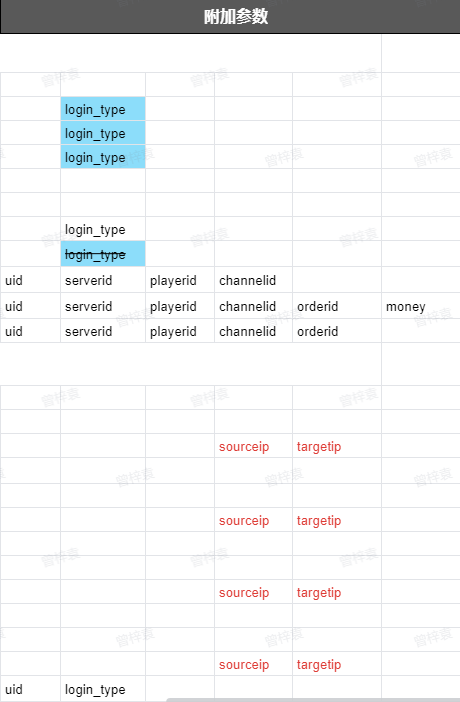 附加参数
login_type
login_type
login_type
login_type
login_type
uid serverid playerid channelid
uid serverid playerid channelid orderid money
uid serverid playerid channelid orderid
sourceip targetip
sourceip targetip
sourceip targetip
sourceip targetip
uid login_type